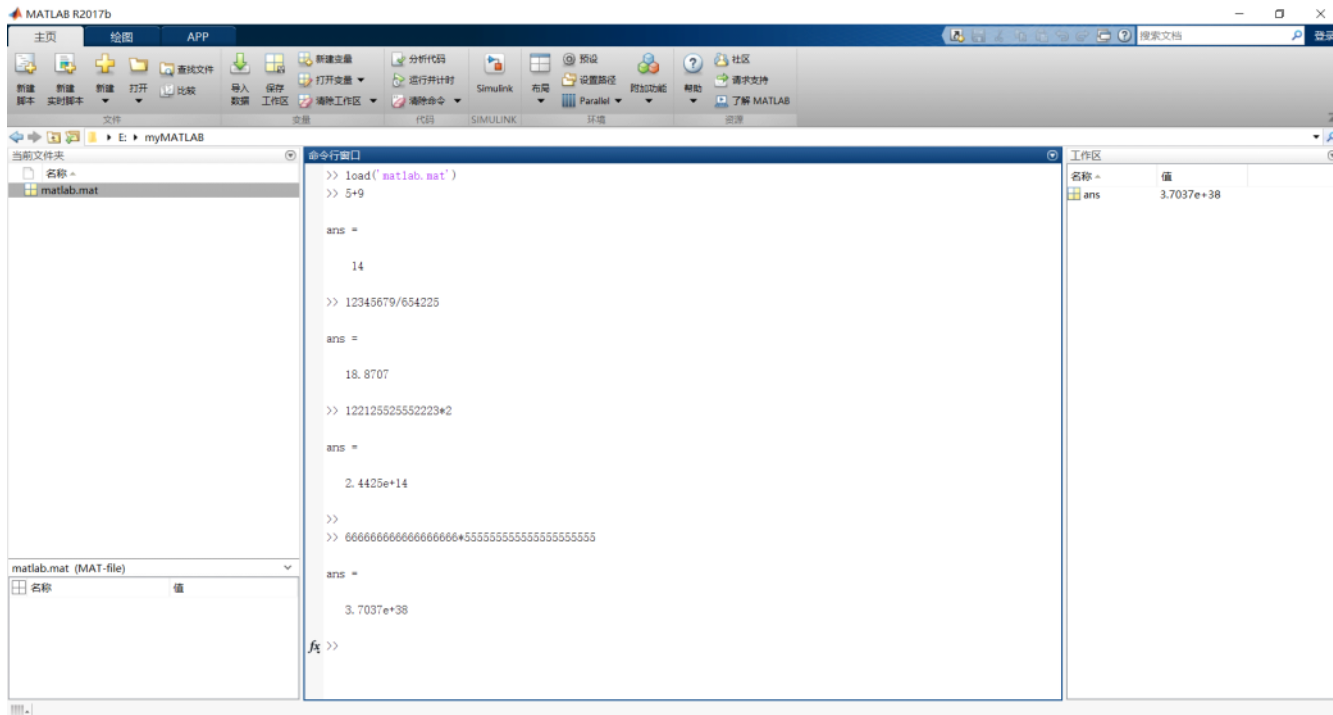 MATLAB R2017b
主页 绘图 APP 搜索文档 登录
新建脚本 新建实时脚本 新建 打开 查找文件 比较 导入数据 保存工作区 新建变量 打开变量 清除工作区 分析代码 运行并计时 清除命令 Simulink 布局 预设 设置路径 Parallel 附加功能 帮助 社区 请求支持 了解 MATLAB
文件 变量 代码 SIMULINK 环境 资源
E: myMATLAB
当前文件夹
名称
matlab.mat
matlab.mat (MAT-file)
名称 值
命令行窗口
>> load('matlab.mat')
>> 5+9
ans =
14
>> 12345679/654225
ans =
18.8707
>> 122125525552223*2
ans =
2.4425e+14
>>
>> 666666666666666666*555555555555555555555
ans =
3.7037e+38
fx >>
工作区
名称 值
ans 3.7037e+38